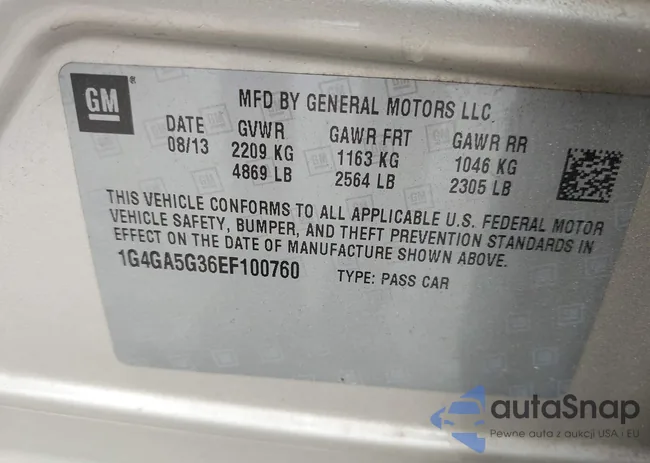 GM ®
MFD BY GENERAL MOTORS LLC
DATE GVWR GAWR FRT GAWR RR
08/13 2209 KG 1163 KG 1046 KG
4869 LB 2564 LB 2305 LB
THIS VEHICLE CONFORMS TO ALL APPLICABLE U.S. FEDERAL MOTOR
VEHICLE SAFETY, BUMPER, AND THEFT PREVENTION STANDARDS IN
EFFECT ON THE DATE OF MANUFACTURE SHOWN ABOVE.
1G4GA5G36EF100760 TYPE: PASS CAR
autaSnap
Pewne auta z aukcji USA i EU